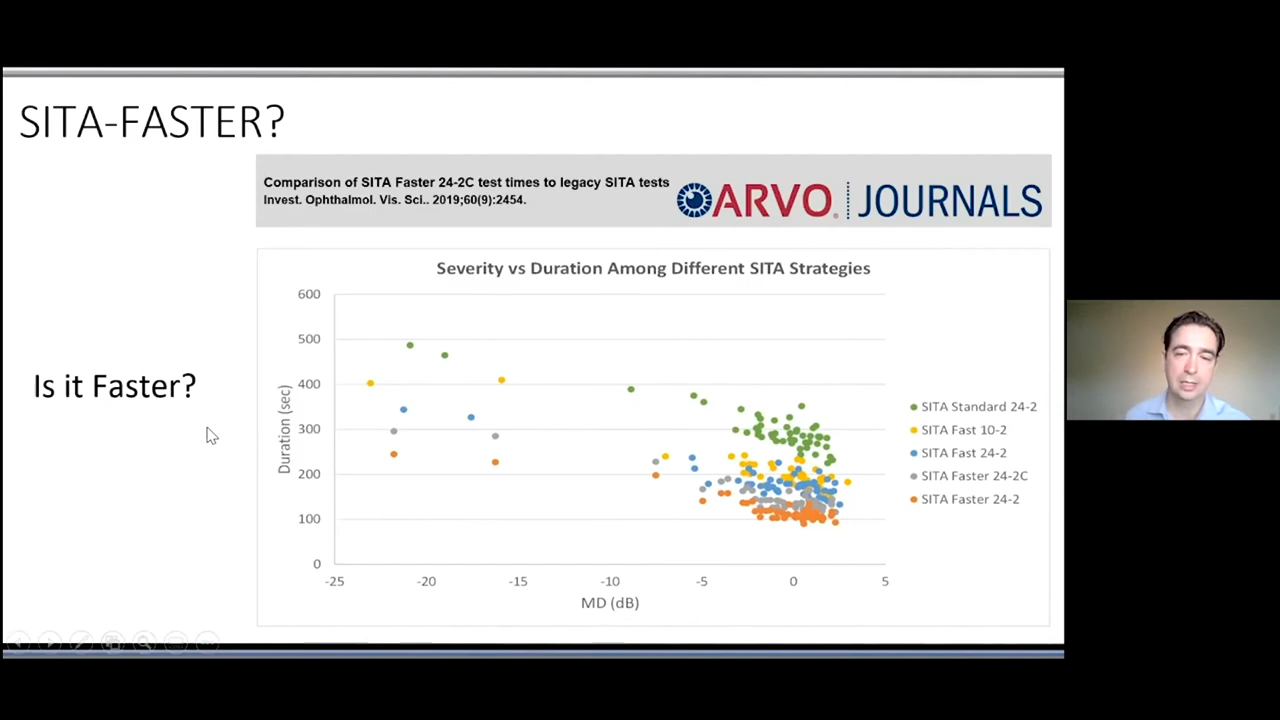 SITA-FASTER?
Comparison of SITA Faster 24-2C test times to legacy SITA tests
Invest. Ophthalmol. Vis. Sci.. 2019;60(9):2454.
ARVO® JOURNALS
Severity vs Duration Among Different SITA Strategies
Is it Faster?
Duration (sec)
600
500
400
300
200
100
0
-25 -20 -15 -10 -5 0 5
MD (dB)
SITA Standard 24-2
SITA Fast 10-2
SITA Fast 24-2
SITA Faster 24-2C
SITA Faster 24-2